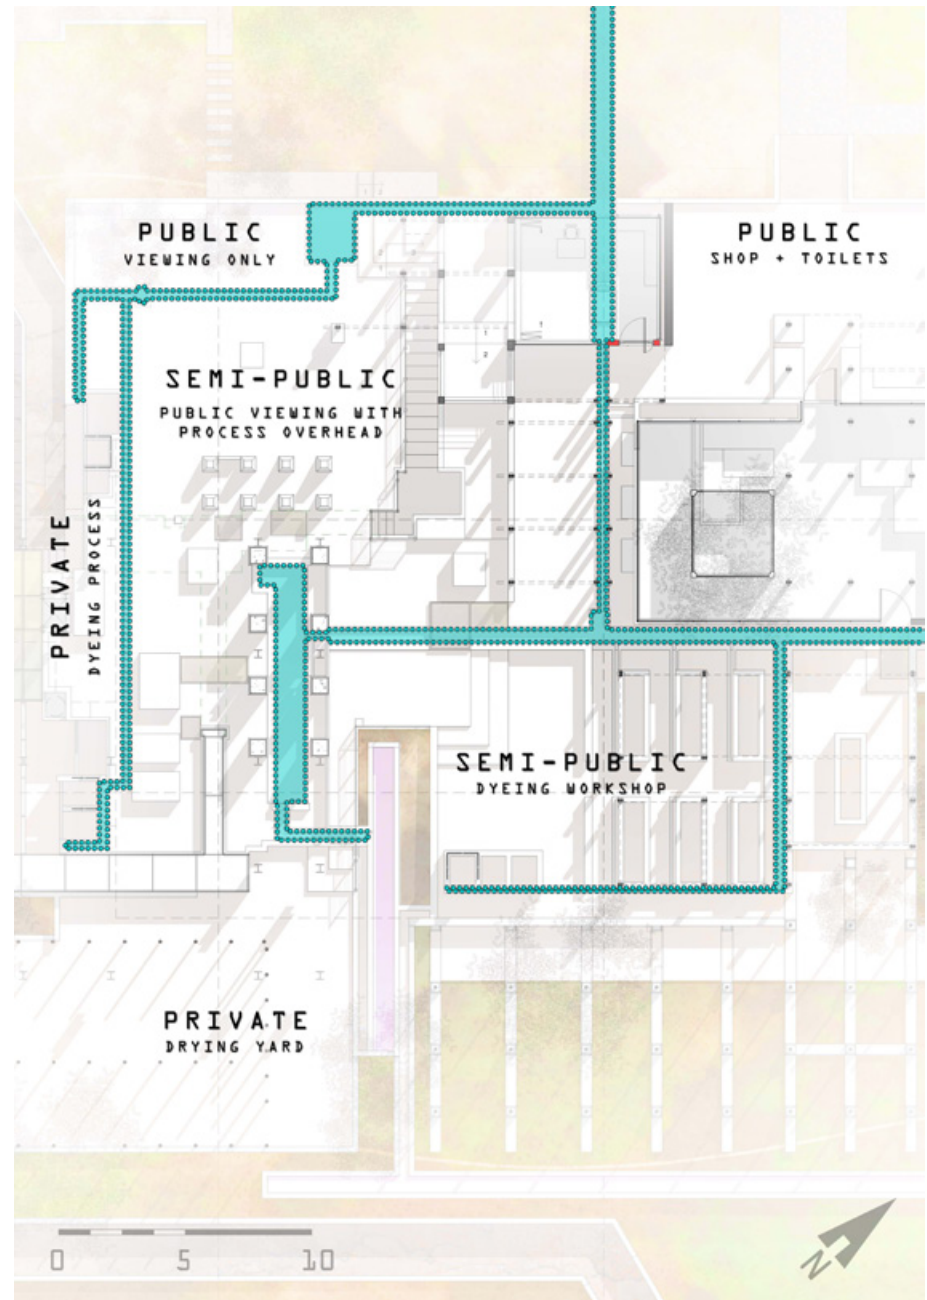 PUBLIC
VIEWING ONLY
PUBLIC
SHOP + TOILETS
SEMI-PUBLIC
PUBLIC VIEWING WITH
PROCESS OVERHEAD
PRIVATE
DYEING PROCESS
SEMI-PUBLIC
DYEING WORKSHOP
PRIVATE
DRYING YARD
0 5 10
N